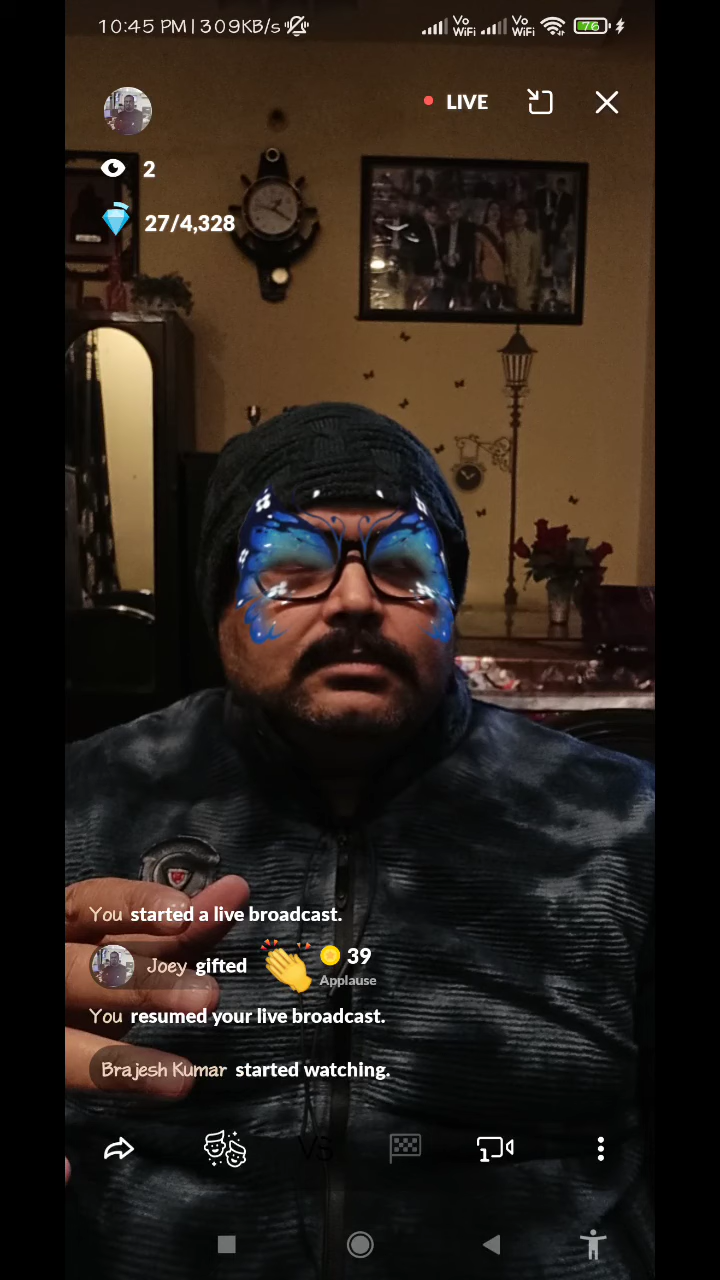 10:45 PM | 309KB/s
Vo WiFi Vo WiFi 76
LIVE
2
27/4,328
You started a live broadcast.
Joey gifted 39
Applause
You resumed your live broadcast.
Brajesh Kumar started watching.
VS
1